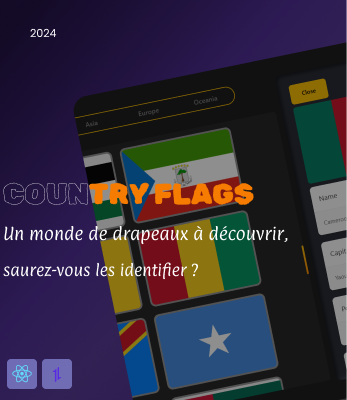 2024
Asia
Europe
Oceania
Close
COUNTRY FLAGS
Name
Un monde de drapeaux à découvrir,
Capit
saurez-vous les identifier ?